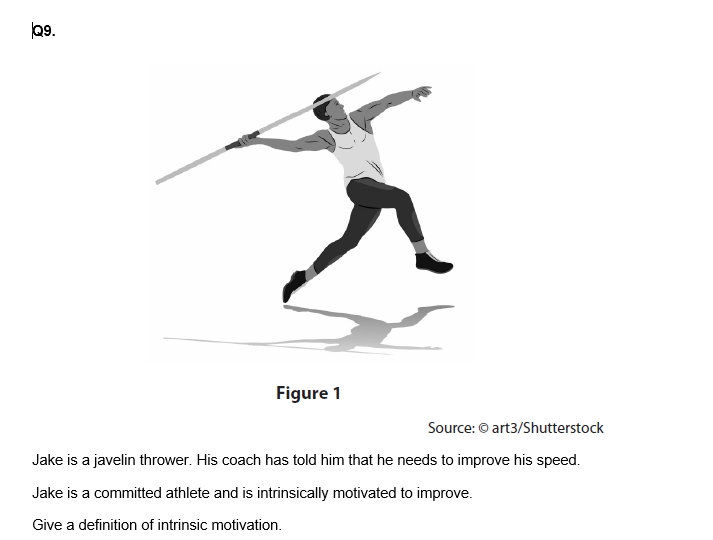 Q9.
Figure 1
Source: © art3/Shutterstock
Jake is a javelin thrower. His coach has told him that he needs to improve his speed.
Jake is a committed athlete and is intrinsically motivated to improve.
Give a definition of intrinsic motivation.